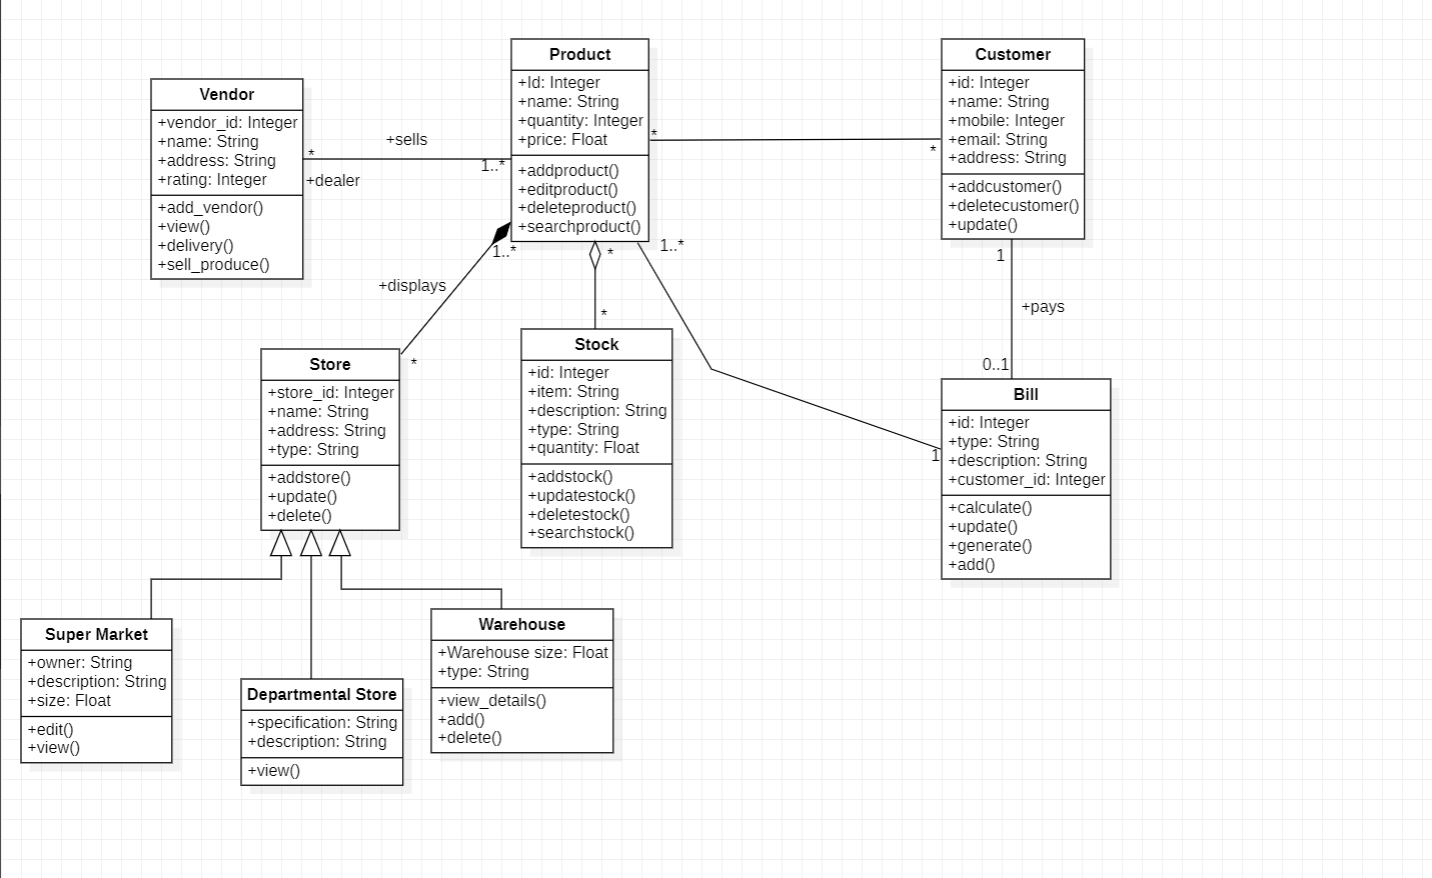 Product
+Id: Integer
+name: String
+quantity: Integer
+price: Float
+addproduct()
+editproduct()
+deleteproduct()
+searchproduct()
Customer
+id: Integer
+name: String
+mobile: Integer
+email: String
+address: String
+addcustomer()
+deletecustomer()
+update()
Vendor
+vendor_id: Integer
+name: String
+address: String
+rating: Integer
+add_vendor()
+view()
+delivery()
+sell_produce()
+sells
*
1..*
+dealer
*
*
1..*
+displays
*
*
*
1..*
1
1
+pays
0..1
Store
+store_id: Integer
+name: String
+address: String
+type: String
+addstore()
+update()
+delete()
Stock
+id: Integer
+item: String
+description: String
+type: String
+quantity: Float
+addstock()
+updatestock()
+deletestock()
+searchstock()
Bill
+id: Integer
+type: String
+description: String
+customer_id: Integer
+calculate()
+update()
+generate()
+add()
Super Market
+owner: String
+description: String
+size: Float
+edit()
+view()
Departmental Store
+specification: String
+description: String
+view()
Warehouse
+Warehouse size: Float
+type: String
+view_details()
+add()
+delete()